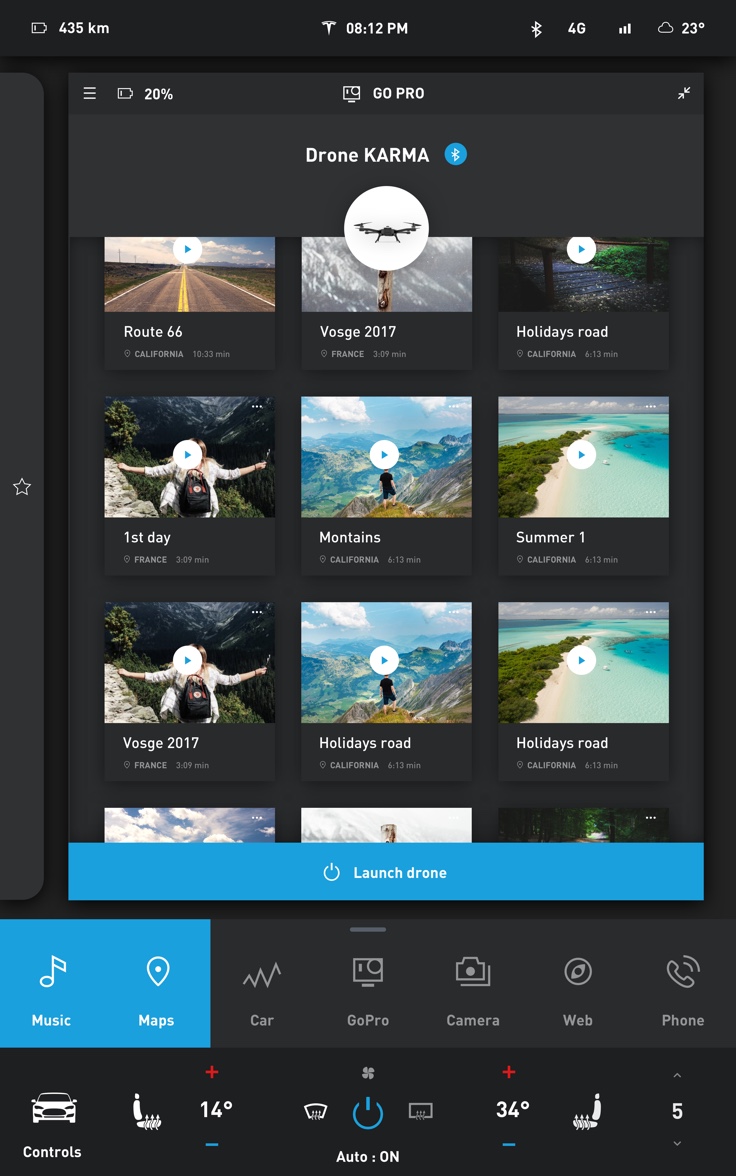 435 km 08:12 PM 4G 23°
20% GO PRO
Drone KARMA
Route 66 Vosge 2017 Holidays road
CALIFORNIA 10:33 min FRANCE 3:09 min CALIFORNIA 6:13 min
1st day Montains Summer 1
FRANCE 3:09 min CALIFORNIA 6:13 min CALIFORNIA 6:13 min
Vosge 2017 Holidays road Holidays road
FRANCE 3:09 min CALIFORNIA 6:13 min CALIFORNIA 6:13 min
Launch drone
Music Maps Car GoPro Camera Web Phone
14° 34° 5
Controls Auto : ON